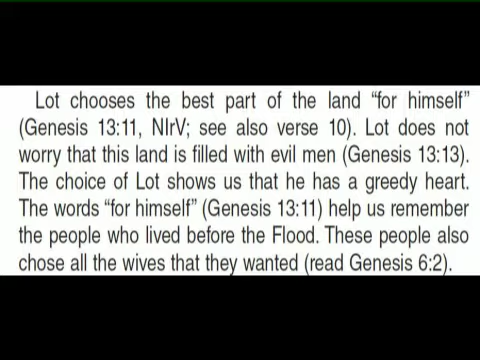 Lot chooses the best part of the land “for himself”
(Genesis 13:11, NIrV; see also verse 10). Lot does not
worry that this land is filled with evil men (Genesis 13:13).
The choice of Lot shows us that he has a greedy heart.
The words “for himself” (Genesis 13:11) help us remember
the people who lived before the Flood. These people also
chose all the wives that they wanted (read Genesis 6:2).